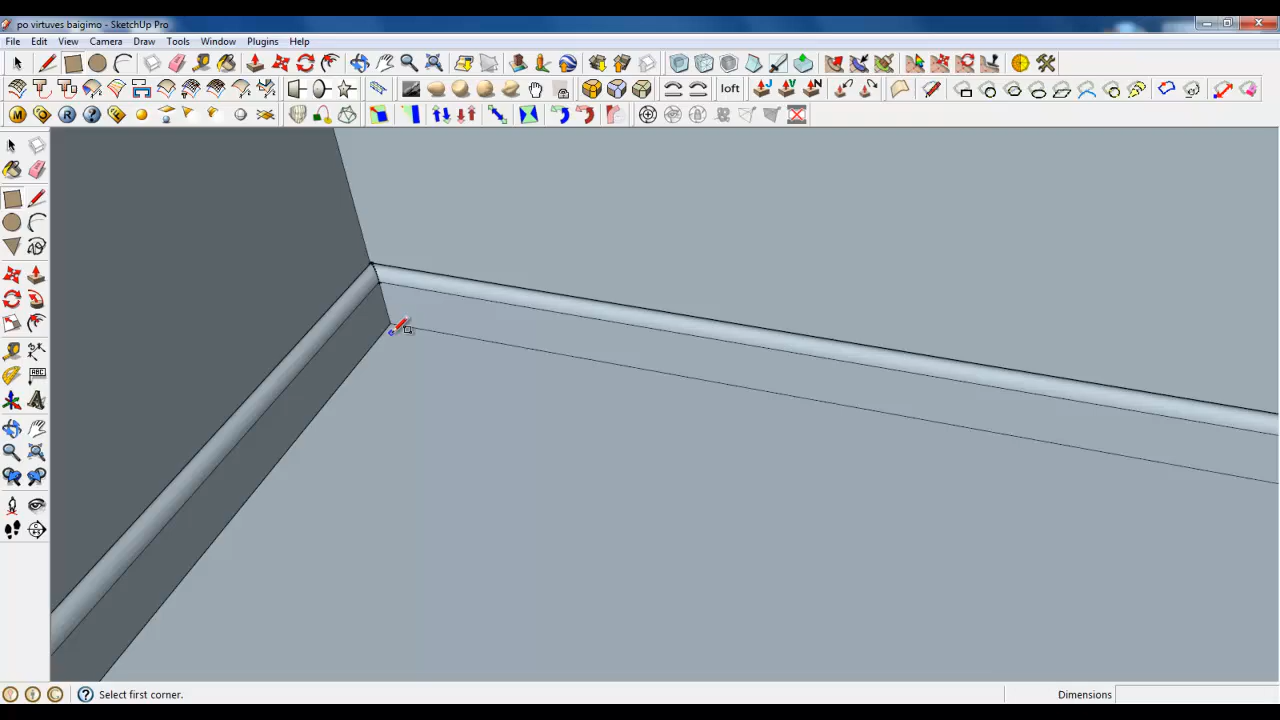 po virtuves baigimo - SketchUp Pro
File Edit View Camera Draw Tools Window Plugins Help
loft
M R ?
ABC
Select first corner.
Dimensions